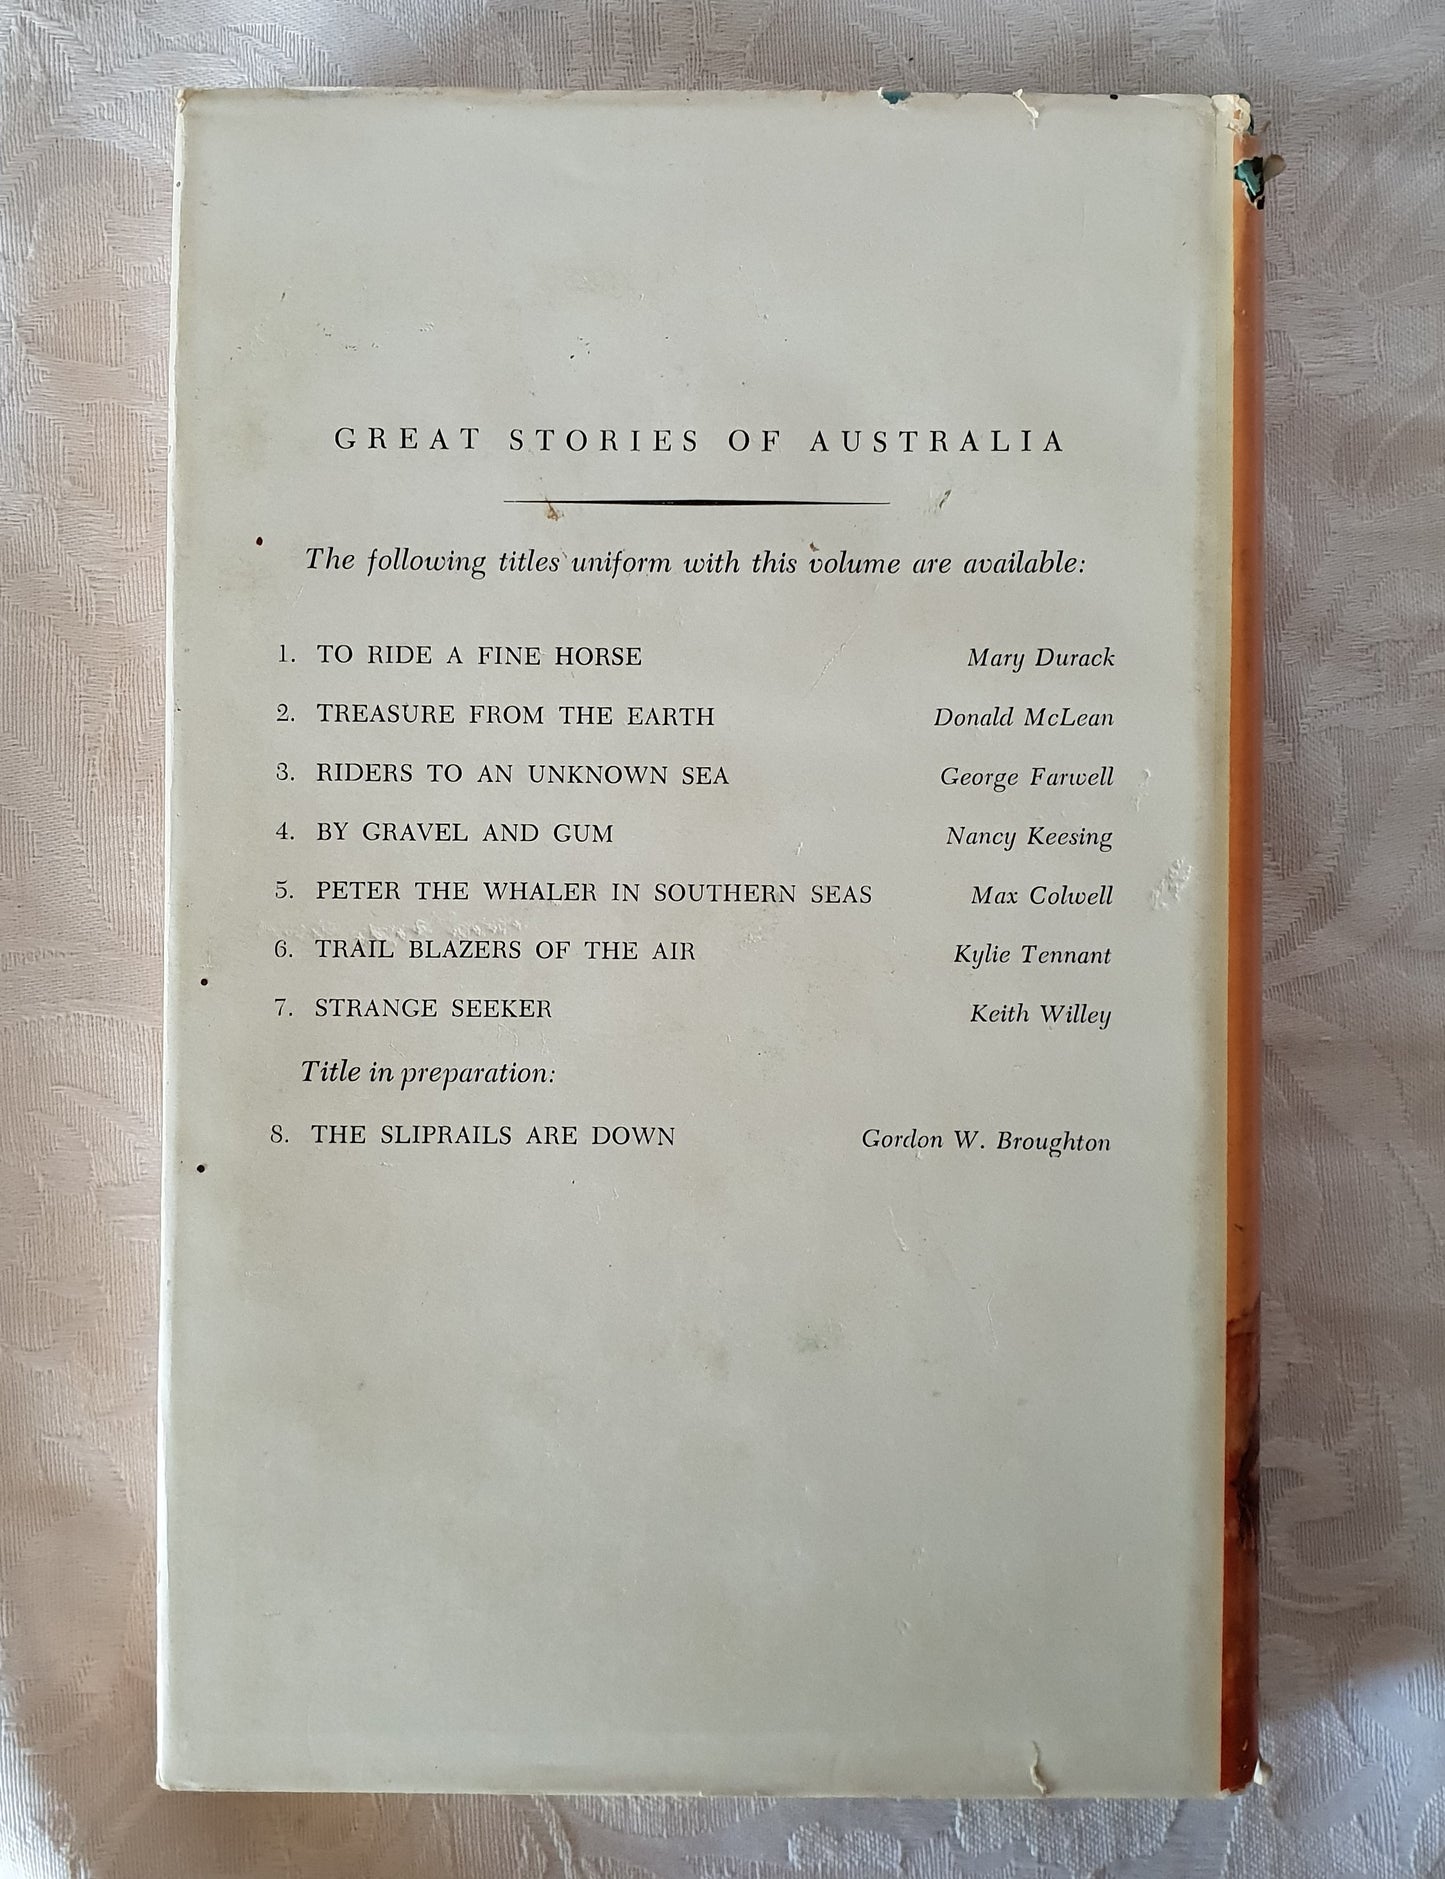 GREAT STORIES OF AUSTRALIA
The following titles uniform with this volume are available:
1. TO RIDE A FINE HORSE Mary Durack
2. TREASURE FROM THE EARTH Donald McLean
3. RIDERS TO AN UNKNOWN SEA George Farwell
4. BY GRAVEL AND GUM Nancy Keesing
5. PETER THE WHALER IN SOUTHERN SEAS Max Colwell
6. TRAIL BLAZERS OF THE AIR Kylie Tennant
7. STRANGE SEEKER Keith Willey
Title in preparation:
8. THE SLIPRAILS ARE DOWN Gordon W. Broughton